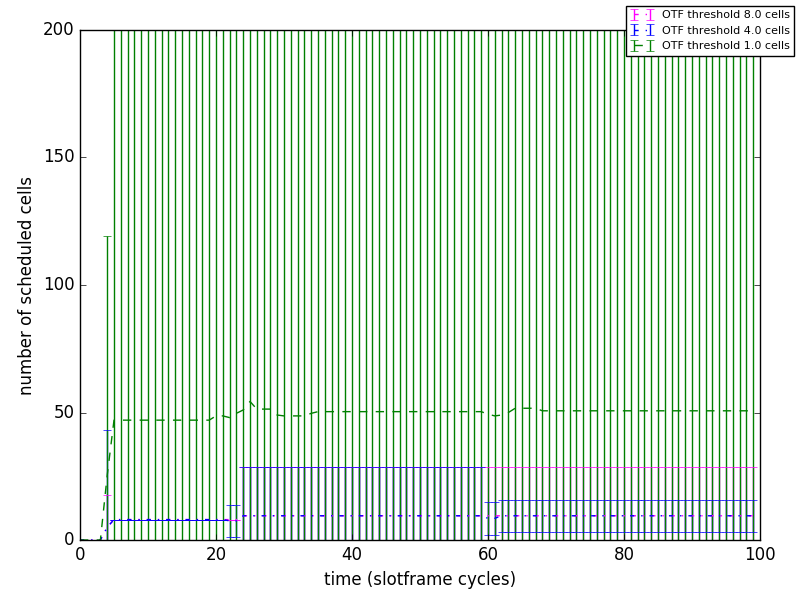 OTF threshold 8.0 cells
OTF threshold 4.0 cells
OTF threshold 1.0 cells
200
150
100
50
0
number of scheduled cells
0 20 40 60 80 100
time (slotframe cycles)